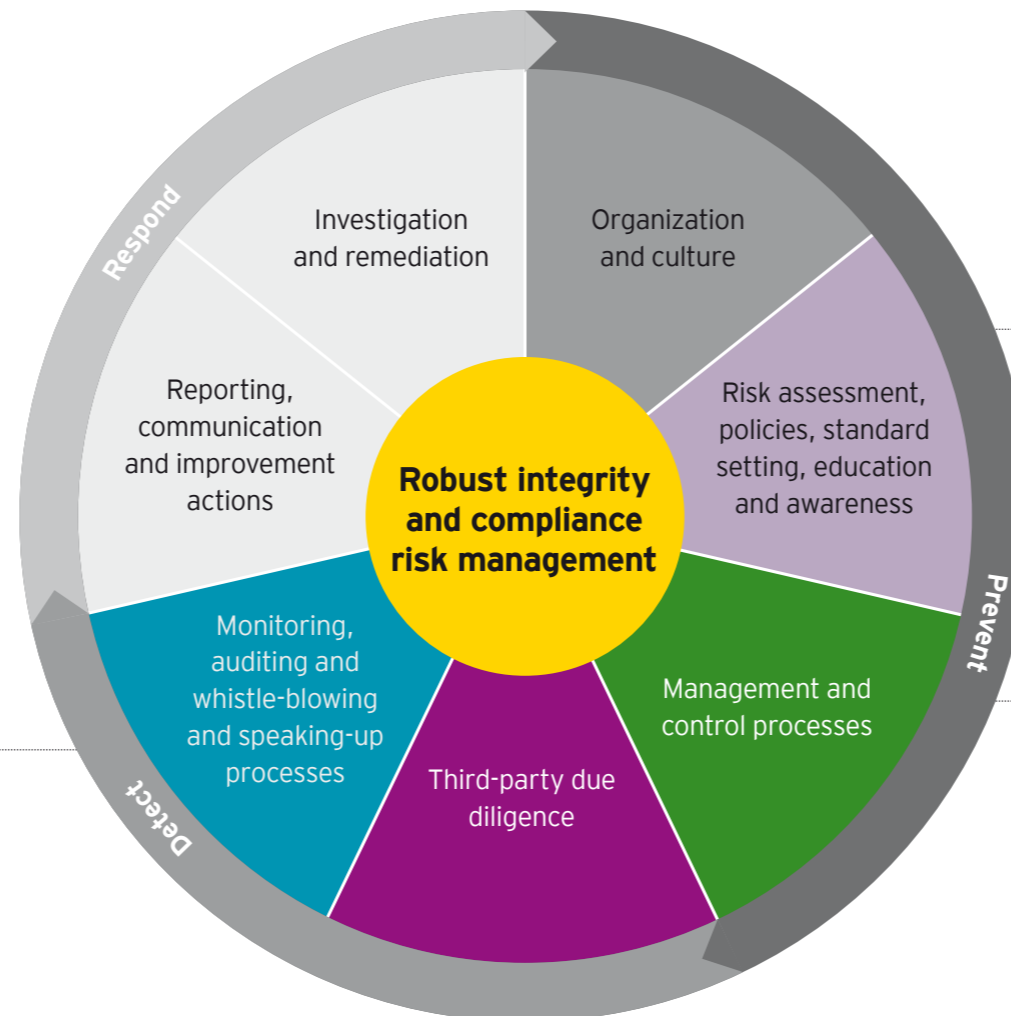 Respond
Investigation
and remediation
Organization
and culture
Reporting,
communication
and improvement
actions
Risk assessment,
policies, standard
setting, education
and awareness
Robust integrity
and compliance
risk management
Prevent
Monitoring,
auditing and
whistle-blowing
and speaking-up
processes
Management and
control processes
Third-party due
diligence
Detect